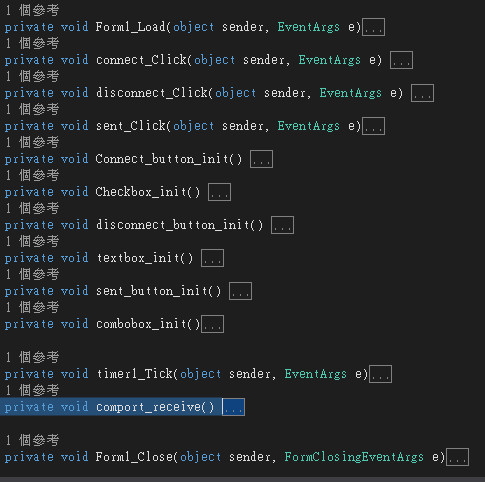 1 個參考
private void Form1_Load(object sender, EventArgs e)...
1 個參考
private void connect_Click(object sender, EventArgs e) ...
1 個參考
private void disconnect_Click(object sender, EventArgs e) ...
1 個參考
private void sent_Click(object sender, EventArgs e)...
1 個參考
private void Connect_button_init() ...
1 個參考
private void Checkbox_init() ...
1 個參考
private void disconnect_button_init() ...
1 個參考
private void textbox_init() ...
1 個參考
private void sent_button_init() ...
1 個參考
private void combobox_init()...
1 個參考
private void timer1_Tick(object sender, EventArgs e)...
1 個參考
private void comport_receive() ...
1 個參考
private void Form1_Close(object sender, FormClosingEventArgs e)...